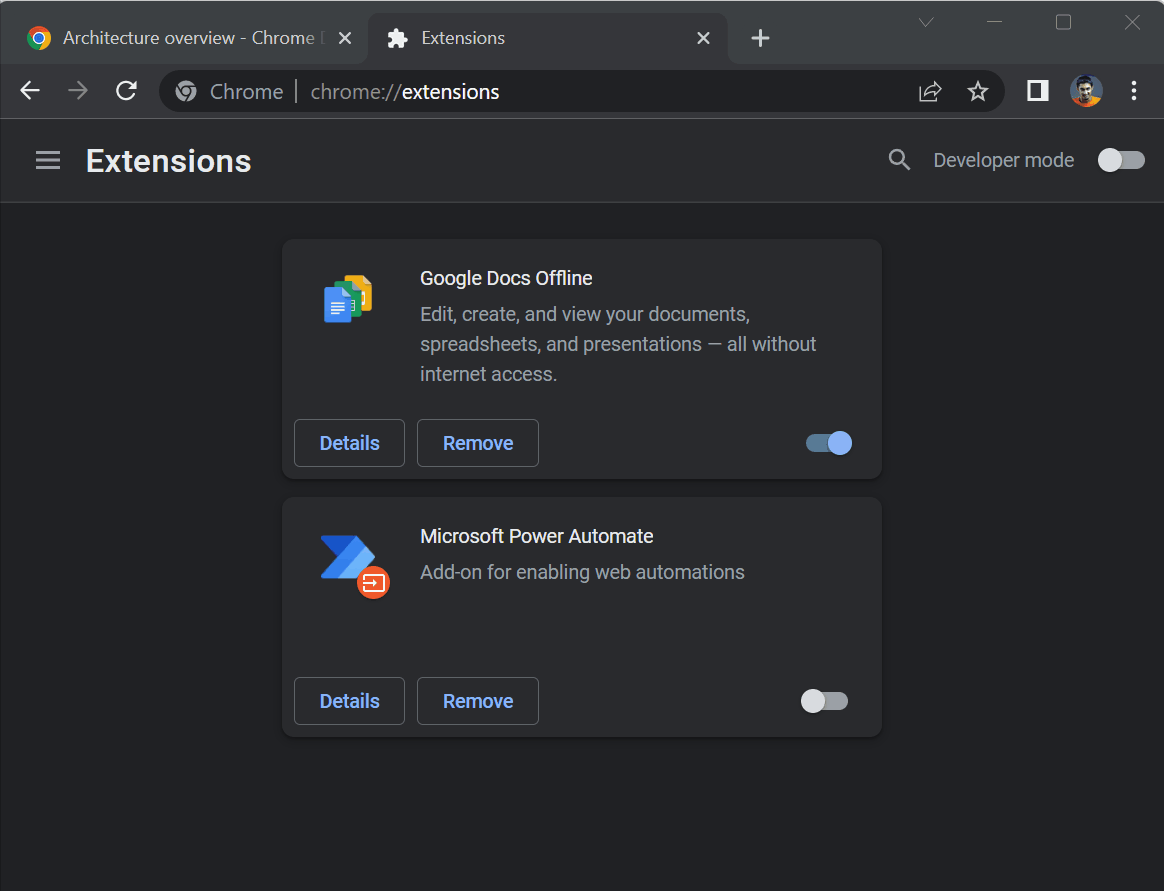 Architecture overview - Chrome
Extensions
Chrome
chrome://extensions
Extensions
Developer mode
Google Docs Offline
Edit, create, and view your documents,
spreadsheets, and presentations — all without
internet access.
Details
Remove
Microsoft Power Automate
Add-on for enabling web automations
Details
Remove